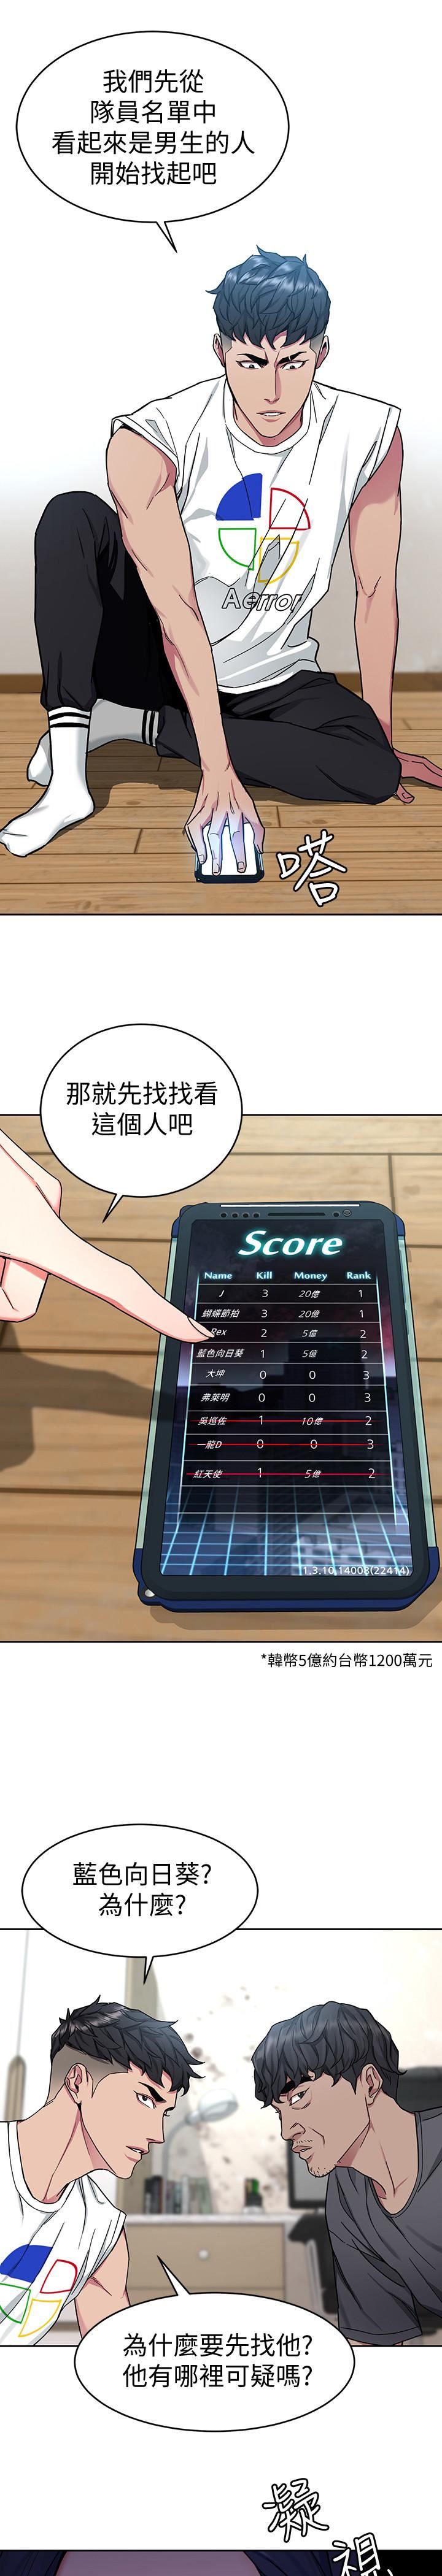 我們先從
隊員名單中
看起來是男生的人
開始找起吧
Aerror
嗒
那就先找找看
這個人吧
Score
Name Kill Money Rank
J 3 20億 1
蝴蝶節拍 3 20億 1
Rex 2 5億 2
藍色向日葵 1 5億 2
大坤 0 0 3
弗萊明 0 0 3
吳巡佐 1 10億 2
一龍D 0 0 3
紅天使 1 5億 2
1.3.10.14008(22414)
*韓幣5億約台幣1200萬元
藍色向日葵?
為什麼?
為什麼要先找他?
他有哪裡可疑嗎?
凝視